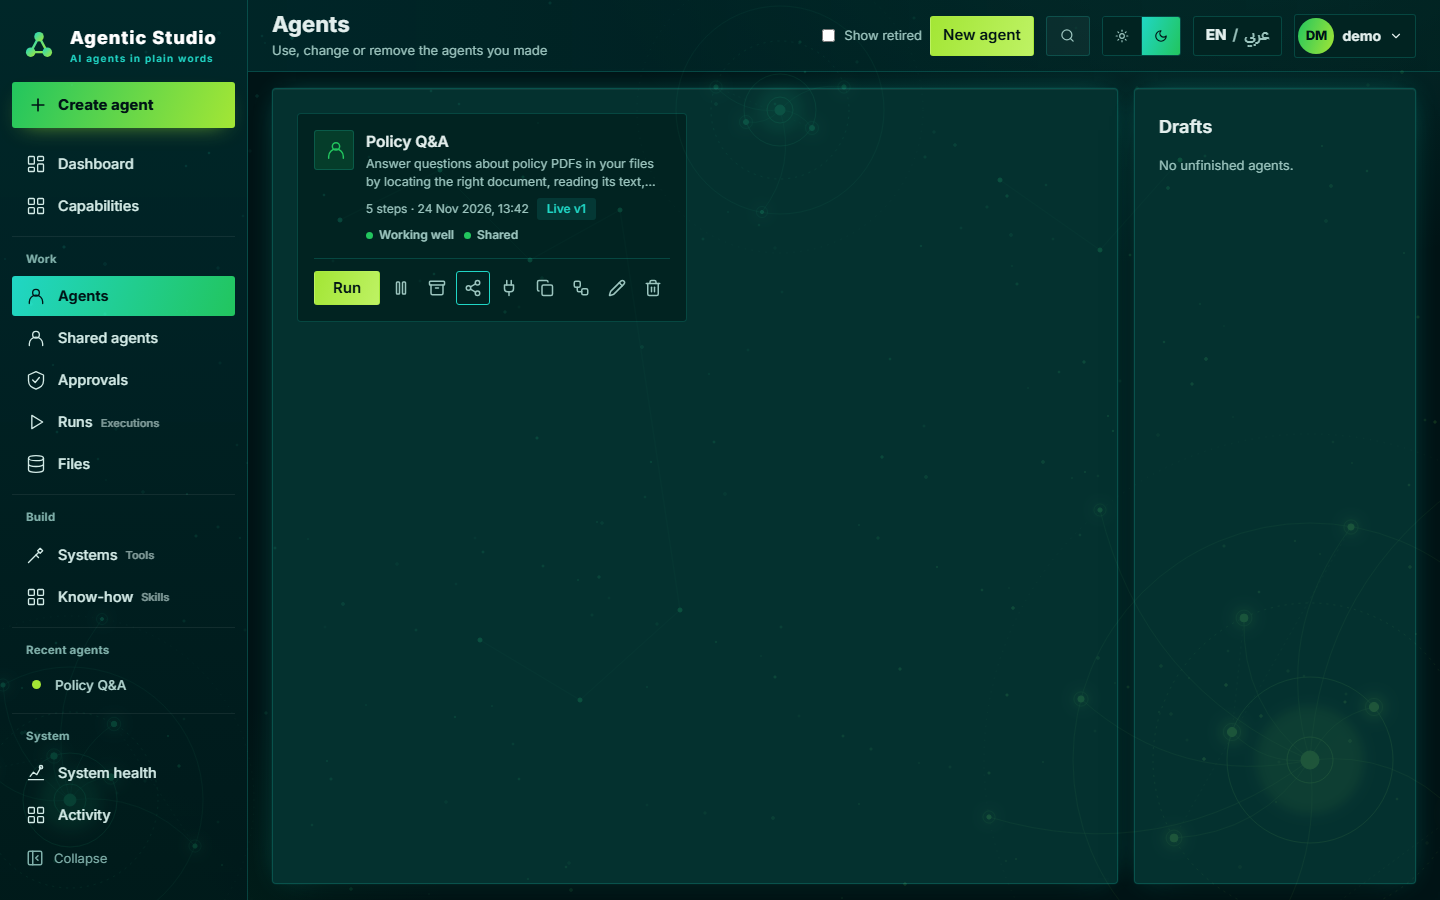 Agentic Studio
AI agents in plain words
Create agent
Dashboard
Capabilities
Work
Agents
Shared agents
Approvals
Runs Executions
Files
Build
Systems Tools
Know-how Skills
Recent agents
Policy Q&A
System
System health
Activity
Collapse
Agents
Use, change or remove the agents you made
Show retired
New agent
EN / عربي
DM demo
Policy Q&A
Answer questions about policy PDFs in your files
by locating the right document, reading its text,...
5 steps · 24 Nov 2026, 13:42 Live v1
Working well Shared
Run
Drafts
No unfinished agents.